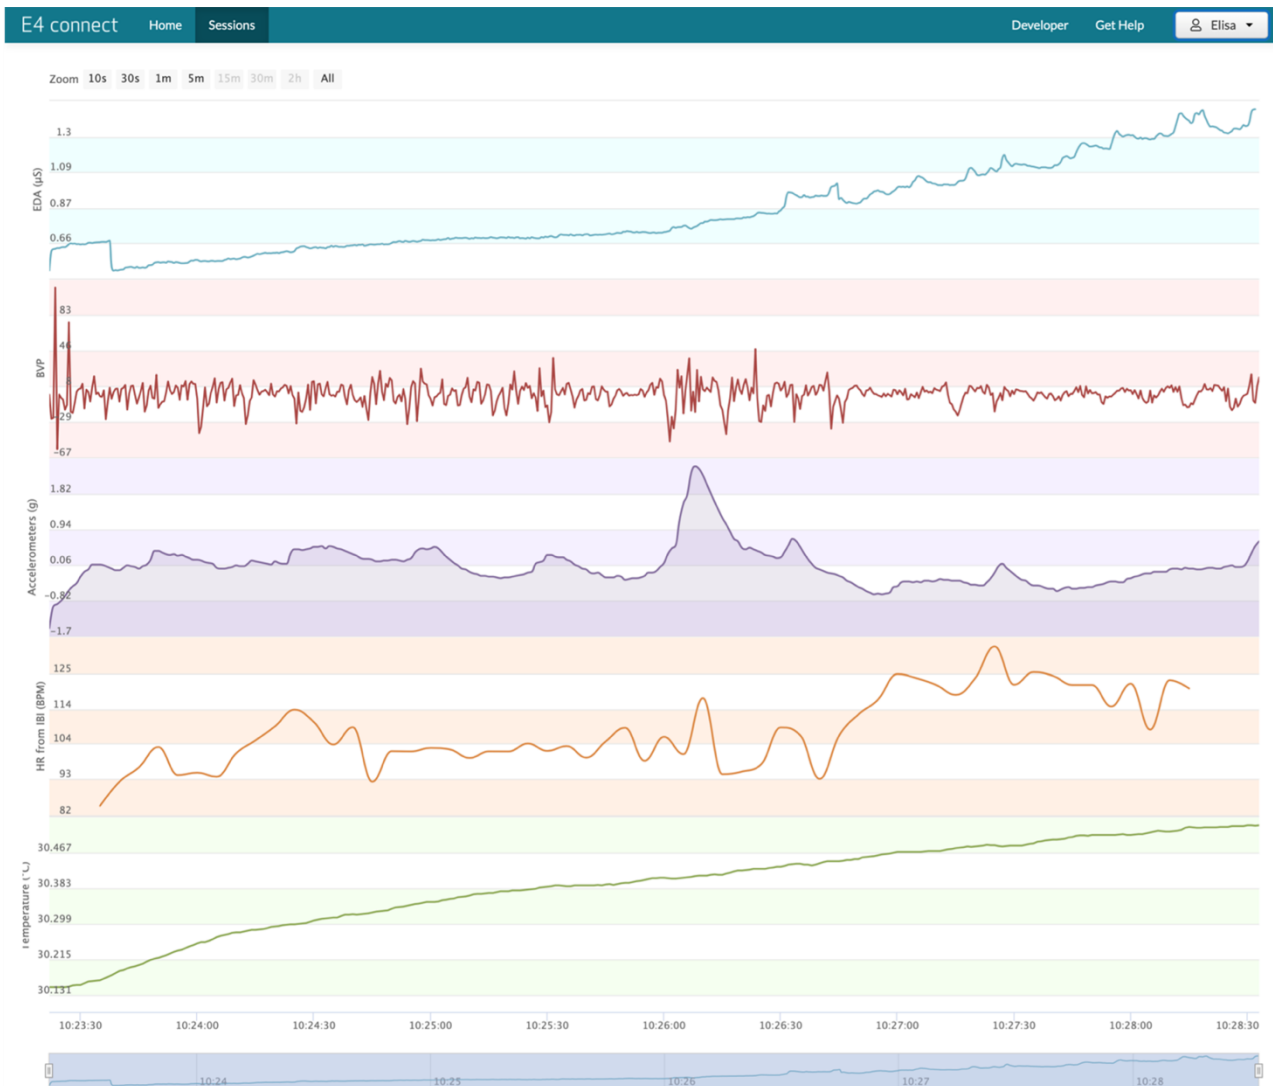 E4 connect Home Sessions Developer Get Help Elisa
Zoom 10s 30s 1m 5m 15m 30m 2h All
EDA (μS)
1.3
1.09
0.87
0.66
BVP
83
46
-29
-67
Accelerometers (g)
1.82
0.94
0.06
-0.82
-1.7
HR from IBI (BPM)
125
114
104
93
82
Temperature (°C)
30.467
30.383
30.299
30.215
30.131
10:23:30 10:24:00 10:24:30 10:25:00 10:25:30 10:26:00 10:26:30 10:27:00 10:27:30 10:28:00 10:28:30
10:24 10:25 10:26 10:27 10:28